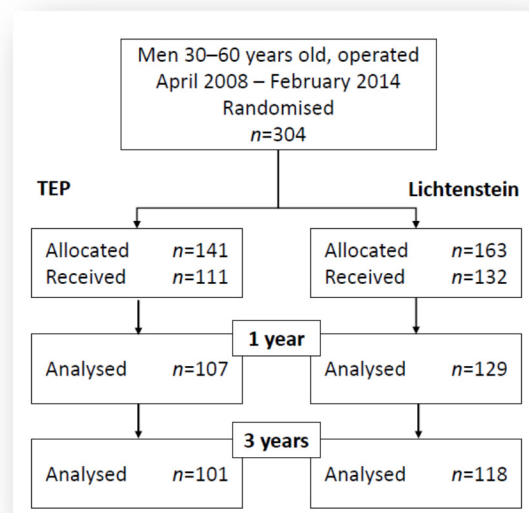 Men 30–60 years old, operated
April 2008 – February 2014
Randomised
n=304
TEP
Lichtenstein
Allocated n=141
Received n=111
Allocated n=163
Received n=132
1 year
Analysed n=107
Analysed n=129
3 years
Analysed n=101
Analysed n=118